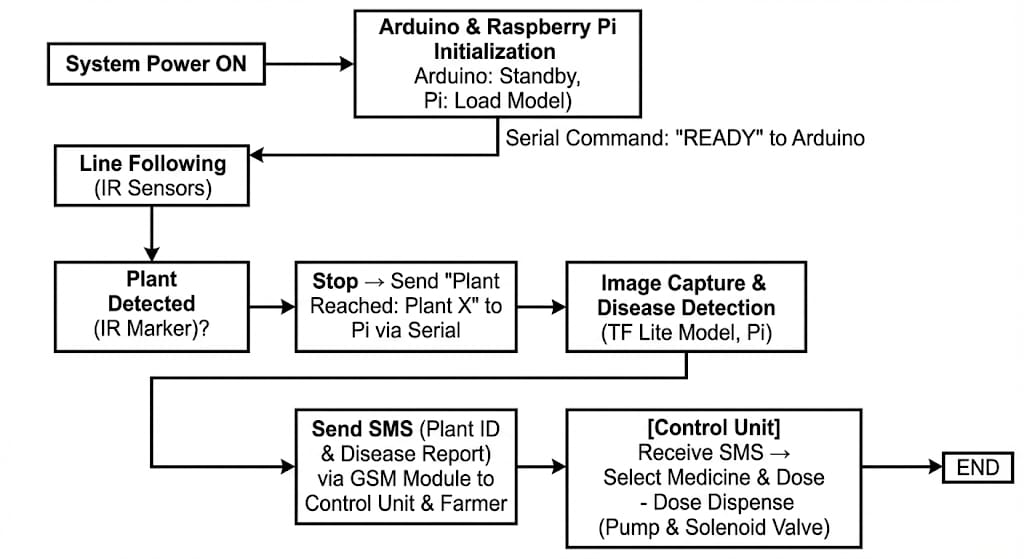 System Power ON
Arduino & Raspberry Pi
Initialization
Arduino: Standby,
Pi: Load Model)
Serial Command: "READY" to Arduino
Line Following
(IR Sensors)
Plant
Detected
(IR Marker)?
Stop → Send "Plant
Reached: Plant X" to
Pi via Serial
Image Capture &
Disease Detection
(TF Lite Model, Pi)
Send SMS (Plant ID
& Disease Report)
via GSM Module to
Control Unit & Farmer
[Control Unit]
Receive SMS →
Select Medicine & Dose
- Dose Dispense
(Pump & Solenoid Valve)
END